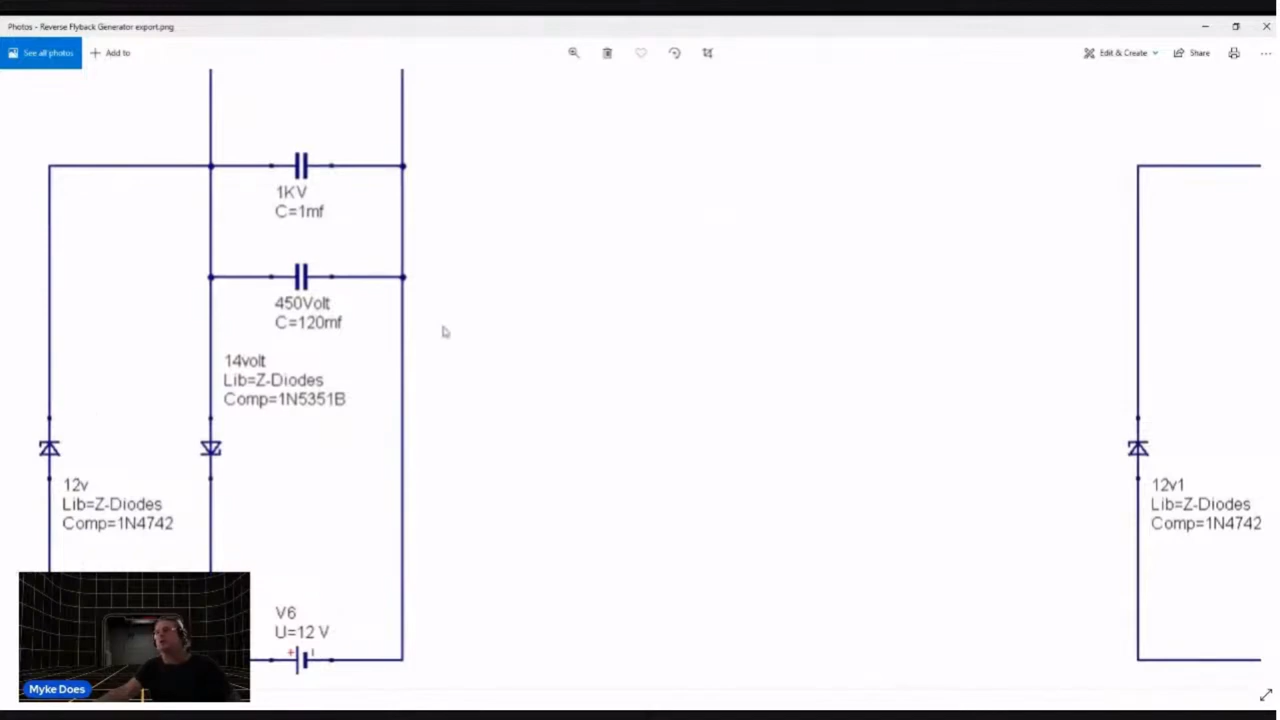 Photos - Reverse Flyback Generator export.png
See all photos
Add to
Edit & Create
Share
1KV
C=1mf
450Volt
C=120mf
14volt
Lib=Z-Diodes
Comp=1N5351B
12v
Lib=Z-Diodes
Comp=1N4742
12v1
Lib=Z-Diodes
Comp=1N4742
V6
U=12 V
Myke Does